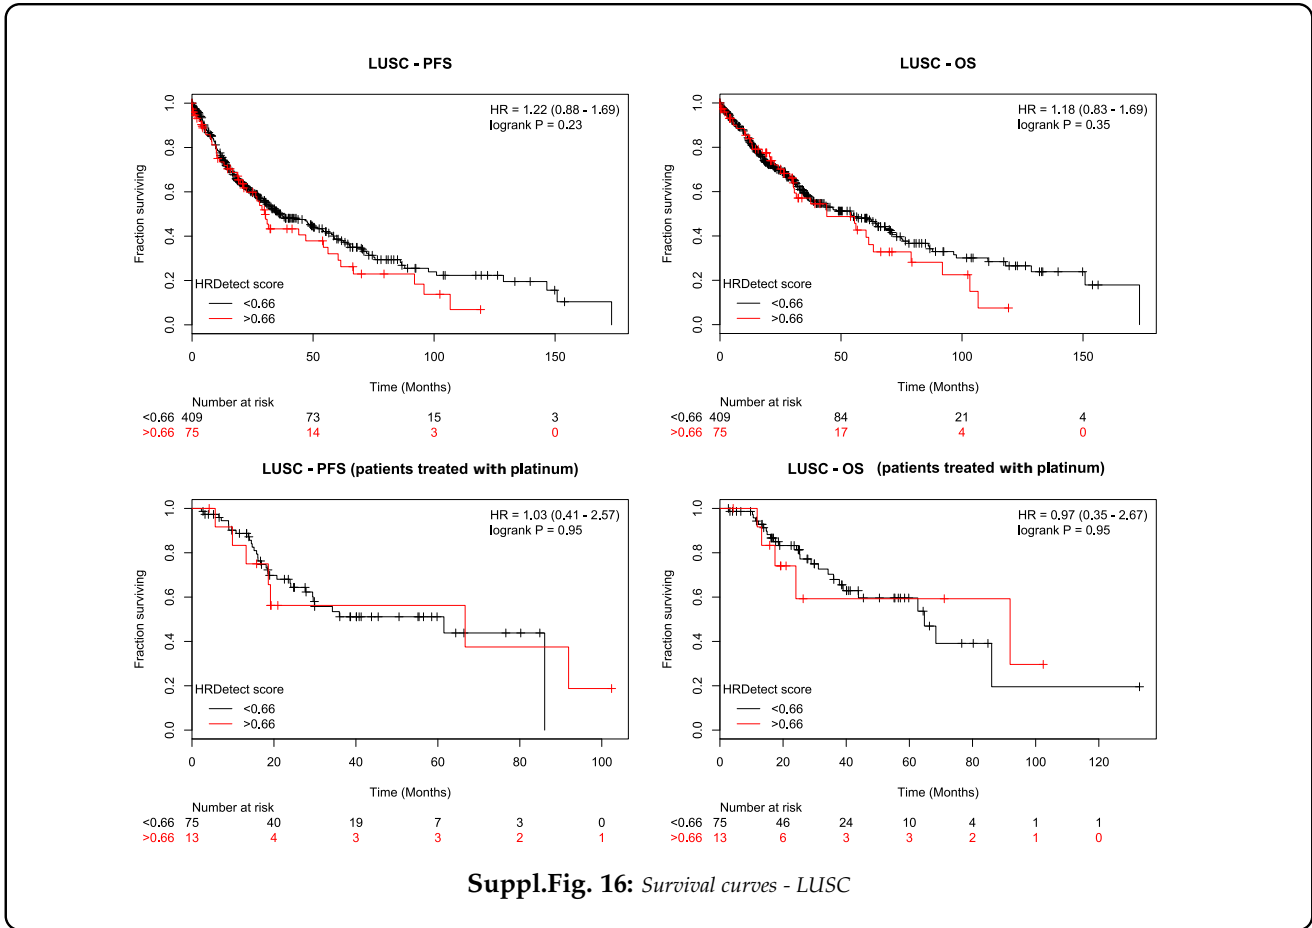 LUSC - PFS
HR = 1.22 (0.88 - 1.69)
logrank P = 0.23
Fraction surviving
1.0
0.8
0.6
0.4
0.2
0.0
HRDetect score
<0.66
>0.66
0 50 100 150
Time (Months)
Number at risk
<0.66 409 73 15 3
>0.66 75 14 3 0
LUSC - OS
HR = 1.18 (0.83 - 1.69)
logrank P = 0.35
Fraction surviving
1.0
0.8
0.6
0.4
0.2
0.0
HRDetect score
<0.66
>0.66
0 50 100 150
Time (Months)
Number at risk
<0.66 409 84 21 4
>0.66 75 17 4 0
LUSC - PFS (patients treated with platinum)
HR = 1.03 (0.41 - 2.57)
logrank P = 0.95
Fraction surviving
1.0
0.8
0.6
0.4
0.2
0.0
HRDetect score
<0.66
>0.66
0 20 40 60 80 100
Time (Months)
Number at risk
<0.66 75 40 19 7 3 0
>0.66 13 4 3 3 2 1
LUSC - OS (patients treated with platinum)
HR = 0.97 (0.35 - 2.67)
logrank P = 0.95
Fraction surviving
1.0
0.8
0.6
0.4
0.2
0.0
HRDetect score
<0.66
>0.66
0 20 40 60 80 100 120
Time (Months)
Number at risk
<0.66 75 46 24 10 4 1 1
>0.66 13 6 3 3 2 1 0
Suppl.Fig. 16: Survival curves - LUSC